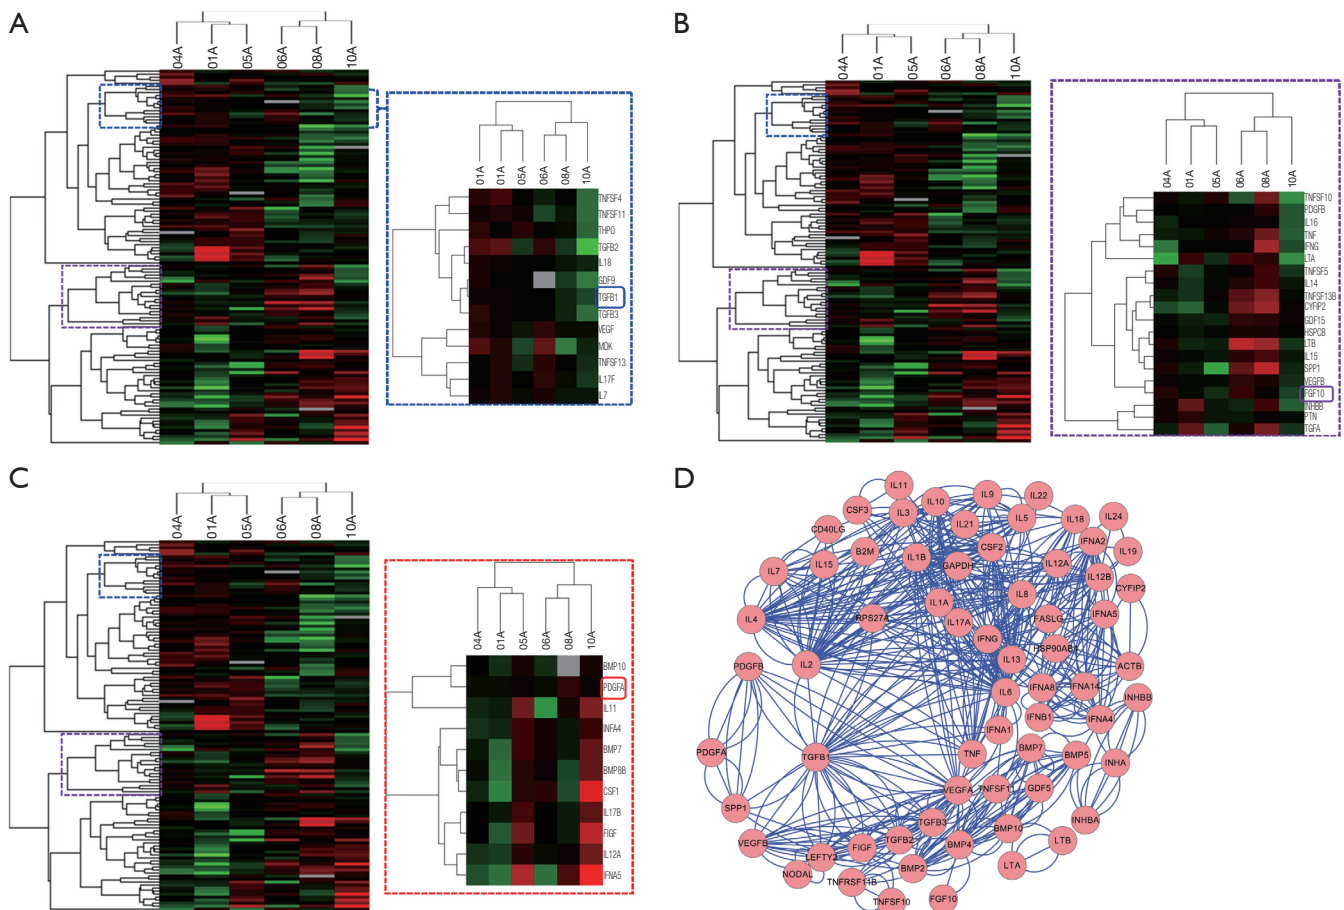 A
04A 01A 05A 06A 08A 10A
01A 01A 05A 06A 08A 10A
TNFSF4
TNFSF11
THPO
TGFB2
IL18
GDF9
TGFB1
TGFB3
VEGF
MDK
TNFSF13
IL17F
IL7
B
04A 01A 05A 06A 08A 10A
04A 01A 05A 06A 08A 10A
TNFSF10
PDGFB
IL16
TNF
IFNG
LTA
TNFSF5
IL14
TNFSF13B
CYFIP2
GDF15
HSPCB
LTB
IL15
SPP1
VEGFB
FGF10
INHBB
PTN
TGFA
C
04A 01A 05A 06A 08A 10A
04A 01A 05A 06A 08A 10A
BMP10
PDGFA
IL11
INFA4
BMP7
BMP8B
CSF1
IL17B
FIGF
IL12A
IFNA5
D
IL11
IL10
IL9
IL22
CSF3
IL3
IL21
IL5
IL18
IL24
CD40LG
B2M
IL1B
CSF2
IFNA2
IL7
IL15
GAPDH
IL12A
IL19
IL12B
CYFIP2
IL1A
IL8
IL4
RPS27A
IL17A
FASLG
IFNA5
IFNG
HSP90AB1
PDGFB
IL2
IL13
ACTB
IL6
IFNA8
IFNA14
INHBB
IFNA1
IFNB1
IFNA4
PDGFA
TGFB1
TNF
BMP7
BMP5
INHA
VEGFA
TNFSF11
GDF5
SPP1
TGFB3
BMP10
INHBA
VEGFB
LEFTY2
FIGF
TGFB2
BMP4
LTB
NODAL
BMP2
LTA
TNFRSF11B
TNFSF10
FGF10